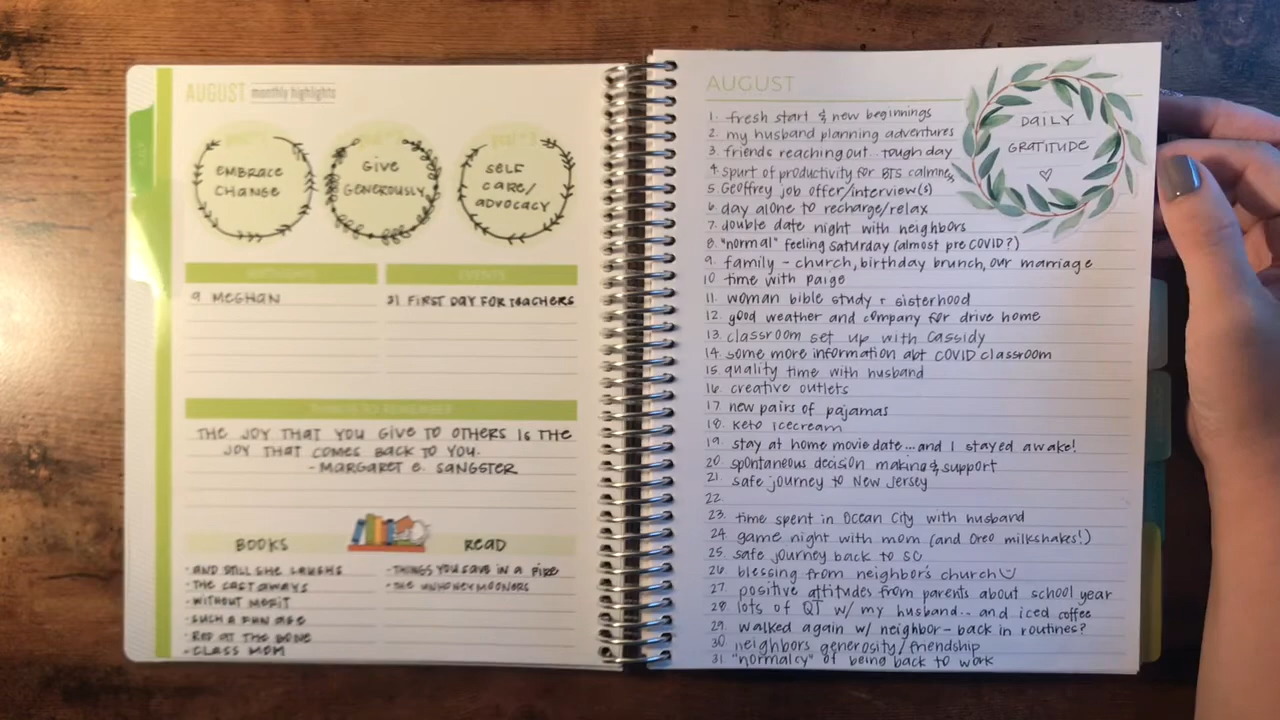 AUGUST monthly highlights
EMBRACE
CHANGE
GIVE
GENEROUSLY
SELF
CARE/
ADVOCACY
EVENTS
9 MEGHAN
31 FIRST DAY FOR TEACHERS
THINGS TO REMEMBER
THE JOY THAT YOU GIVE TO OTHERS IS THE
JOY THAT COMES BACK TO YOU.
- MARGARET E. SANGSTER
BOOKS
READ
· AND STILL SHE LAUGHS
· THE CASTAWAYS
· WITHOUT MERIT
· SUCH A FUN AGE
· RED AT THE BONE
· CLASS MOM
· THINGS YOU SAVE IN A FIRE
· THE UNHONEYMOONERS
AUGUST
DAILY
GRATITUDE
1. fresh start & new beginnings
2. my husband planning adventures
3. friends reaching out.. tough day
4. spurt of productivity for BTS calmness
5. Geoffrey job offer/interview(s)
6. day alone to recharge/relax
7. double date night with neighbors
8. "normal" feeling Saturday (almost pre COVID?)
9. family - church, birthday brunch, our marriage
10 time with Paige
11. woman bible study + sisterhood
12. good weather and company for drive home
13. classroom set up with Cassidy
14. some more information abt COVID classroom
15. quality time with husband
16. creative outlets
17. new pairs of pajamas
18. Keto icecream
19. stay at home movie date...and I stayed awake!
20. spontaneous decision making & support
21. safe journey to New Jersey
22.
23. time spent in Ocean City with husband
24. game night with mom (and Oreo milkshakes!)
25. safe journey back to SC
26. blessing from neighbor's church
27. positive attitudes from parents about school year
28. lots of QT w/ my husband... and iced coffee
29. walked again w/ neighbor - back in routines?
30 neighbors generosity/friendship
31 "normalcy" of being back to work